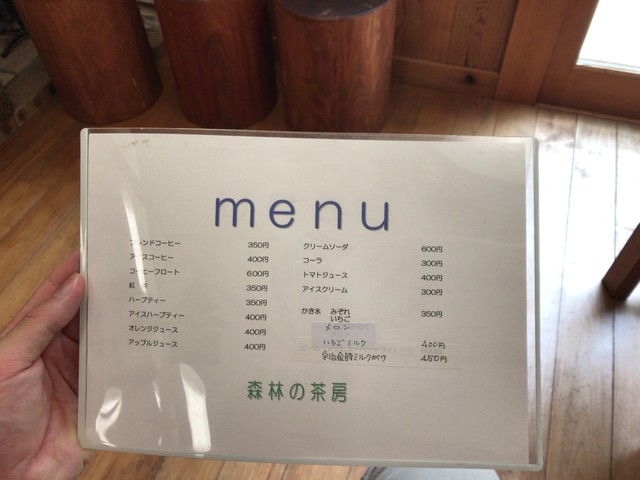 menu
ブレンドコーヒー 350円
アイスコーヒー 400円
コーヒーフロート 600円
紅茶 350円
ハーブティー 350円
アイスハーブティー 400円
オレンジジュース 400円
アップルジュース 400円
クリームソーダ 600円
コーラ 300円
トマトジュース 400円
アイスクリーム 300円
かき氷 みぞれ 350円
いちご
メロン
いちごミルク 400円
宇治金時ミルクがけ 450円
森林の茶房